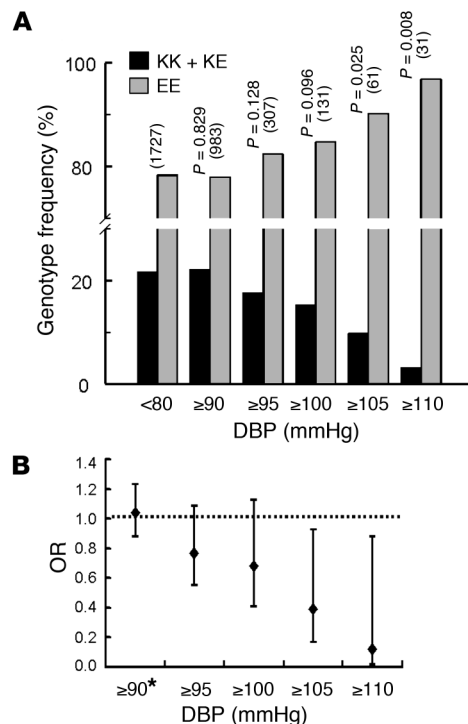 A
KK + KE
EE
Genotype frequency (%)
100
80
20
0
(1727)
P = 0.829
(983)
P = 0.128
(307)
P = 0.096
(131)
P = 0.025
(61)
P = 0.008
(31)
<80 ≥90 ≥95 ≥100 ≥105 ≥110
DBP (mmHg)
B
OR
1.4
1.2
1.0
0.8
0.6
0.4
0.2
0.0
≥90* ≥95 ≥100 ≥105 ≥110
DBP (mmHg)